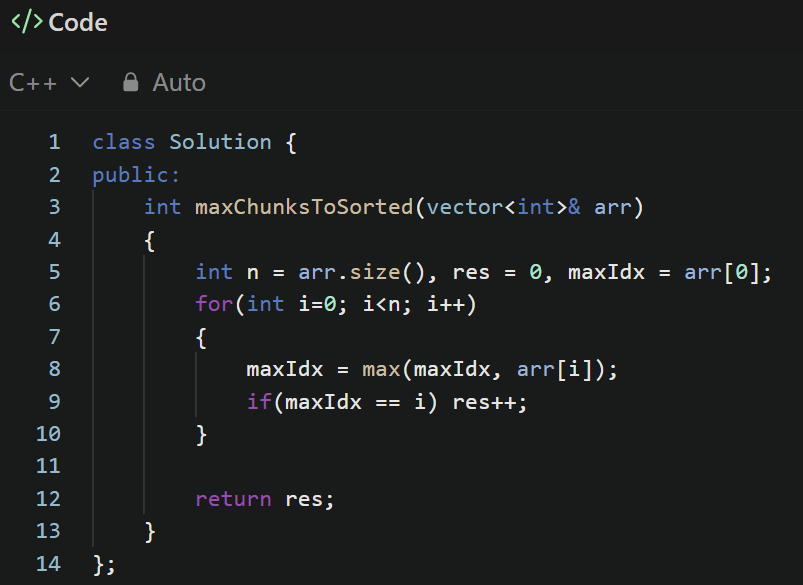 </> Code
C++ Auto
1 class Solution {
2 public:
3     int maxChunksToSorted(vector<int>& arr)
4     {
5         int n = arr.size(), res = 0, maxIdx = arr[0];
6         for(int i=0; i<n; i++)
7         {
8             maxIdx = max(maxIdx, arr[i]);
9             if(maxIdx == i) res++;
10         }
11
12         return res;
13     }
14 };